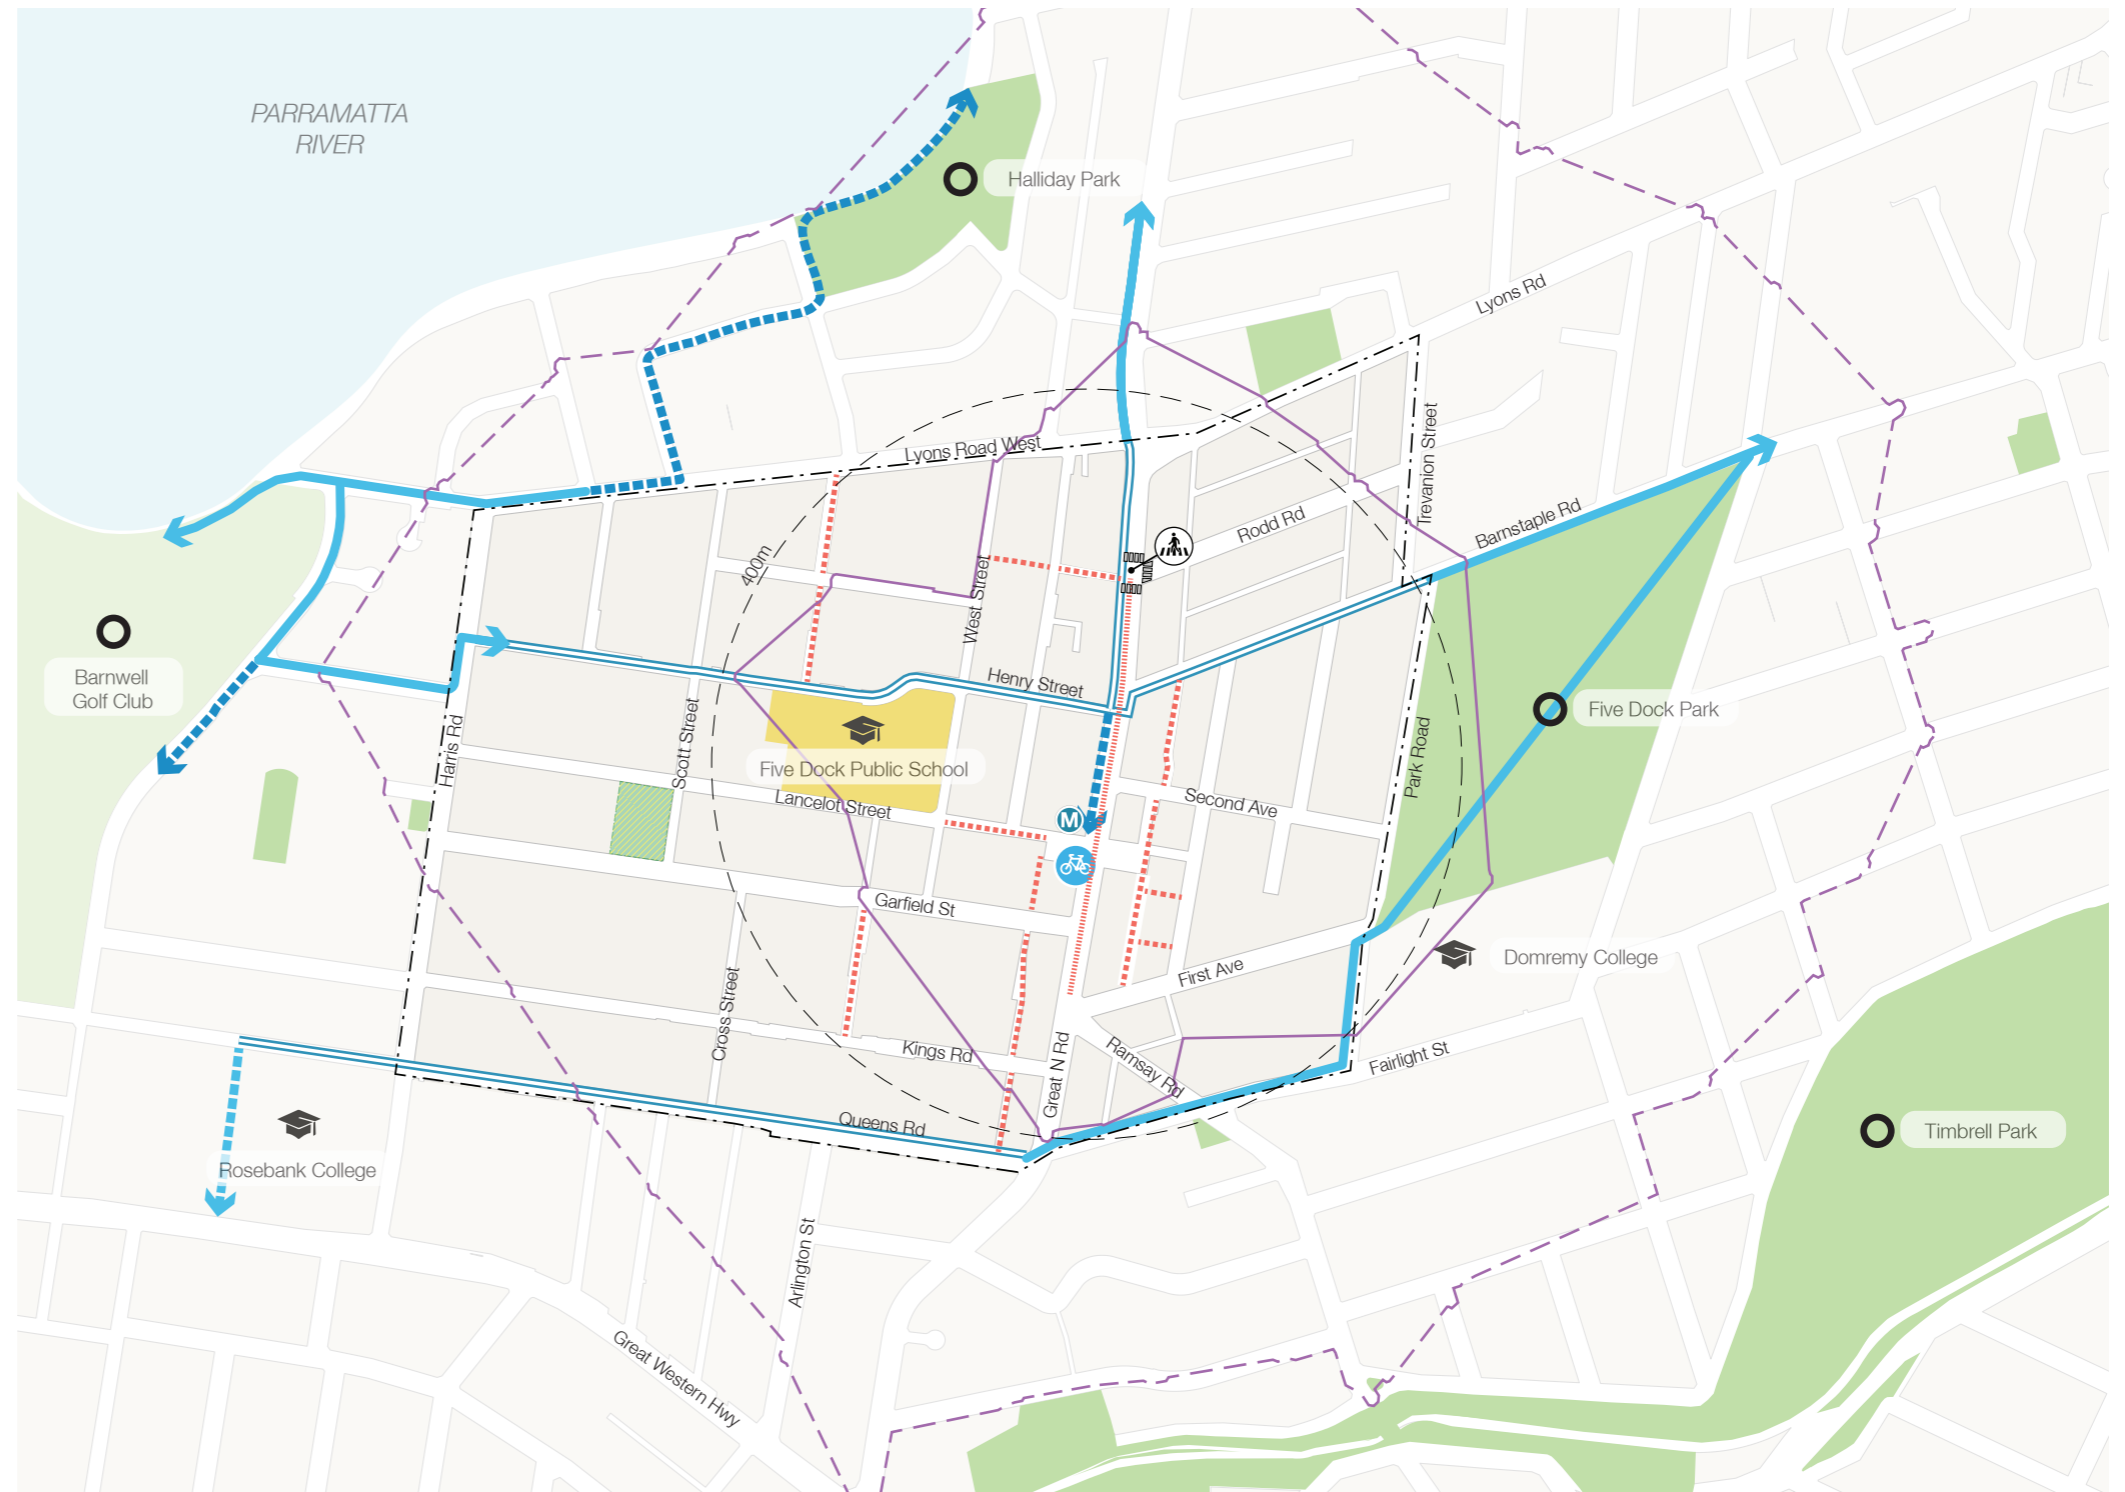 PARRAMATTA
RIVER
Halliday Park
Lyons Rd
Lyons Road West
Trevanion Street
Rodd Rd
Barnstaple Rd
400m
West Street
Barnwell
Golf Club
Henry Street
Five Dock Park
Harris Rd
Scott Street
Five Dock Public School
Park Road
Lancelot Street
Second Ave
M
Garfield St
Domremy College
First Ave
Cross Street
Kings Rd
Great N Rd
Ramsay Rd
Fairlight St
Queens Rd
Timbrell Park
Rosebank College
Arlington St
Great Western Hwy